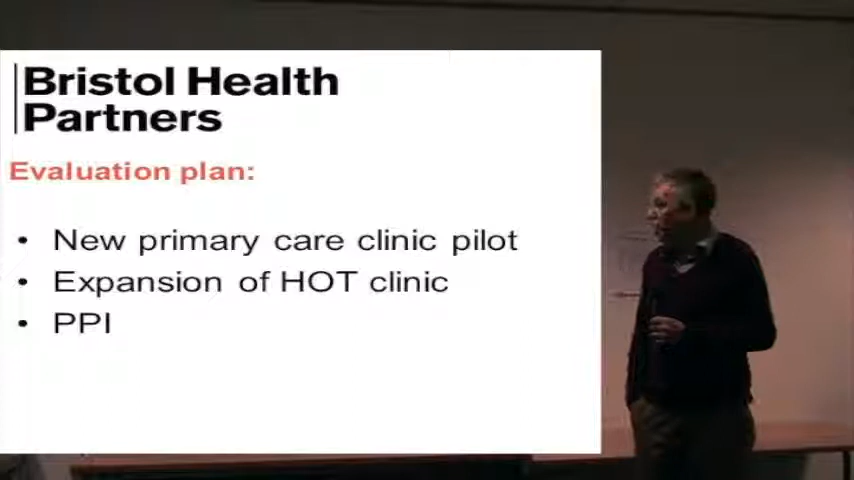 Bristol Health
Partners
Evaluation plan:
• New primary care clinic pilot
• Expansion of HOT clinic
• PPI